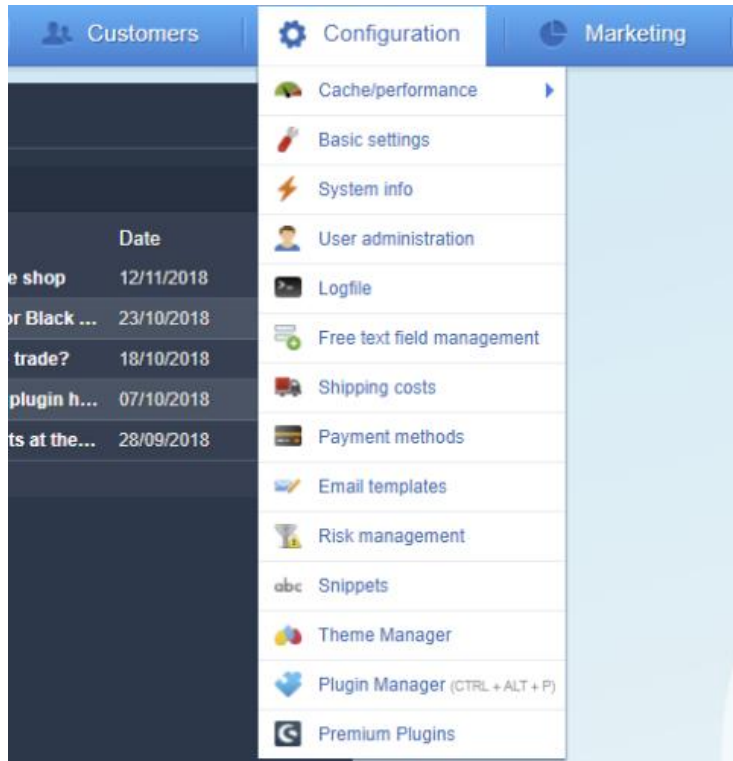 Customers Configuration Marketing
Cache/performance
Basic settings
System info
Date User administration
e shop 12/11/2018 Logfile
or Black ... 23/10/2018 Free text field management
trade? 18/10/2018 Shipping costs
plugin h... 07/10/2018 Payment methods
ts at the... 28/09/2018 Email templates
Risk management
abc Snippets
Theme Manager
Plugin Manager (CTRL + ALT + P)
Premium Plugins